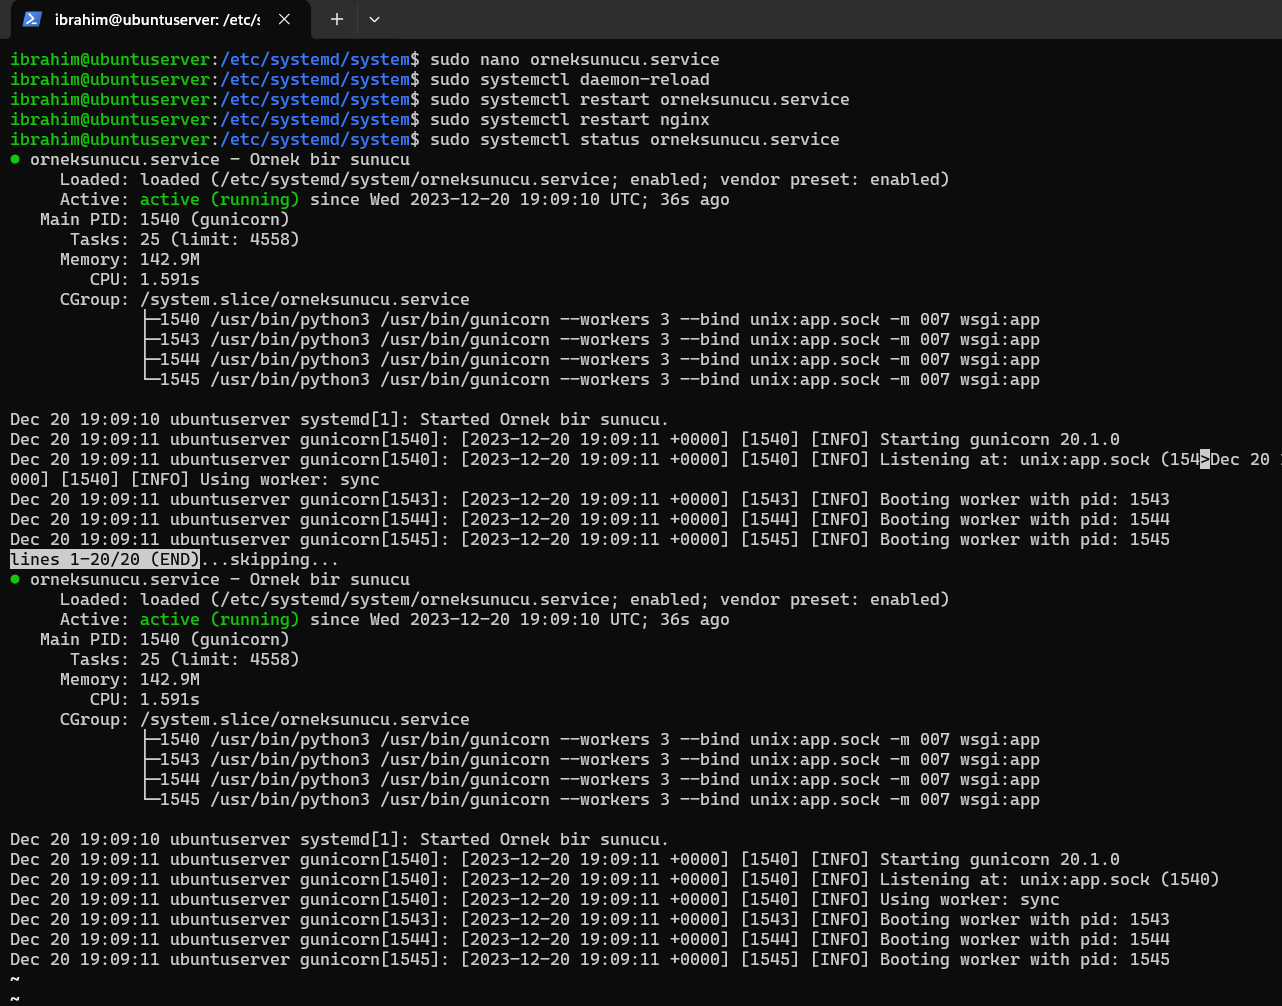 ibrahim@ubuntuserver: /etc/s
ibrahim@ubuntuserver:/etc/systemd/system$ sudo nano orneksunucu.service
ibrahim@ubuntuserver:/etc/systemd/system$ sudo systemctl daemon-reload
ibrahim@ubuntuserver:/etc/systemd/system$ sudo systemctl restart orneksunucu.service
ibrahim@ubuntuserver:/etc/systemd/system$ sudo systemctl restart nginx
ibrahim@ubuntuserver:/etc/systemd/system$ sudo systemctl status orneksunucu.service
● orneksunucu.service - Ornek bir sunucu
     Loaded: loaded (/etc/systemd/system/orneksunucu.service; enabled; vendor preset: enabled)
     Active: active (running) since Wed 2023-12-20 19:09:10 UTC; 36s ago
   Main PID: 1540 (gunicorn)
      Tasks: 25 (limit: 4558)
     Memory: 142.9M
        CPU: 1.591s
     CGroup: /system.slice/orneksunucu.service
             ├─1540 /usr/bin/python3 /usr/bin/gunicorn --workers 3 --bind unix:app.sock -m 007 wsgi:app
             ├─1543 /usr/bin/python3 /usr/bin/gunicorn --workers 3 --bind unix:app.sock -m 007 wsgi:app
             ├─1544 /usr/bin/python3 /usr/bin/gunicorn --workers 3 --bind unix:app.sock -m 007 wsgi:app
             └─1545 /usr/bin/python3 /usr/bin/gunicorn --workers 3 --bind unix:app.sock -m 007 wsgi:app

Dec 20 19:09:10 ubuntuserver systemd[1]: Started Ornek bir sunucu.
Dec 20 19:09:11 ubuntuserver gunicorn[1540]: [2023-12-20 19:09:11 +0000] [1540] [INFO] Starting gunicorn 20.1.0
Dec 20 19:09:11 ubuntuserver gunicorn[1540]: [2023-12-20 19:09:11 +0000] [1540] [INFO] Listening at: unix:app.sock (154>Dec 20
000] [1540] [INFO] Using worker: sync
Dec 20 19:09:11 ubuntuserver gunicorn[1543]: [2023-12-20 19:09:11 +0000] [1543] [INFO] Booting worker with pid: 1543
Dec 20 19:09:11 ubuntuserver gunicorn[1544]: [2023-12-20 19:09:11 +0000] [1544] [INFO] Booting worker with pid: 1544
Dec 20 19:09:11 ubuntuserver gunicorn[1545]: [2023-12-20 19:09:11 +0000] [1545] [INFO] Booting worker with pid: 1545
lines 1-20/20 (END)...skipping...
● orneksunucu.service - Ornek bir sunucu
     Loaded: loaded (/etc/systemd/system/orneksunucu.service; enabled; vendor preset: enabled)
     Active: active (running) since Wed 2023-12-20 19:09:10 UTC; 36s ago
   Main PID: 1540 (gunicorn)
      Tasks: 25 (limit: 4558)
     Memory: 142.9M
        CPU: 1.591s
     CGroup: /system.slice/orneksunucu.service
             ├─1540 /usr/bin/python3 /usr/bin/gunicorn --workers 3 --bind unix:app.sock -m 007 wsgi:app
             ├─1543 /usr/bin/python3 /usr/bin/gunicorn --workers 3 --bind unix:app.sock -m 007 wsgi:app
             ├─1544 /usr/bin/python3 /usr/bin/gunicorn --workers 3 --bind unix:app.sock -m 007 wsgi:app
             └─1545 /usr/bin/python3 /usr/bin/gunicorn --workers 3 --bind unix:app.sock -m 007 wsgi:app

Dec 20 19:09:10 ubuntuserver systemd[1]: Started Ornek bir sunucu.
Dec 20 19:09:11 ubuntuserver gunicorn[1540]: [2023-12-20 19:09:11 +0000] [1540] [INFO] Starting gunicorn 20.1.0
Dec 20 19:09:11 ubuntuserver gunicorn[1540]: [2023-12-20 19:09:11 +0000] [1540] [INFO] Listening at: unix:app.sock (1540)
Dec 20 19:09:11 ubuntuserver gunicorn[1540]: [2023-12-20 19:09:11 +0000] [1540] [INFO] Using worker: sync
Dec 20 19:09:11 ubuntuserver gunicorn[1543]: [2023-12-20 19:09:11 +0000] [1543] [INFO] Booting worker with pid: 1543
Dec 20 19:09:11 ubuntuserver gunicorn[1544]: [2023-12-20 19:09:11 +0000] [1544] [INFO] Booting worker with pid: 1544
Dec 20 19:09:11 ubuntuserver gunicorn[1545]: [2023-12-20 19:09:11 +0000] [1545] [INFO] Booting worker with pid: 1545
~
~